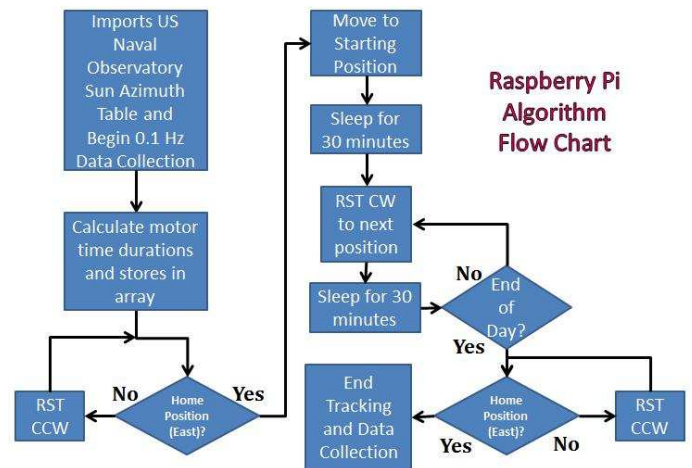 Imports US
Naval
Observatory
Sun Azimuth
Table and
Begin 0.1 Hz
Data Collection
Calculate motor
time durations
and stores in
array
Home
Position
(East)?
No
Yes
RST
CCW
Move to
Starting
Position
Sleep for
30 minutes
RST CW
to next
position
Sleep for 30
minutes
End
of
Day?
No
Yes
Home
Position
(East)?
Yes
No
RST
CCW
End
Tracking
and Data
Collection
Raspberry Pi
Algorithm
Flow Chart